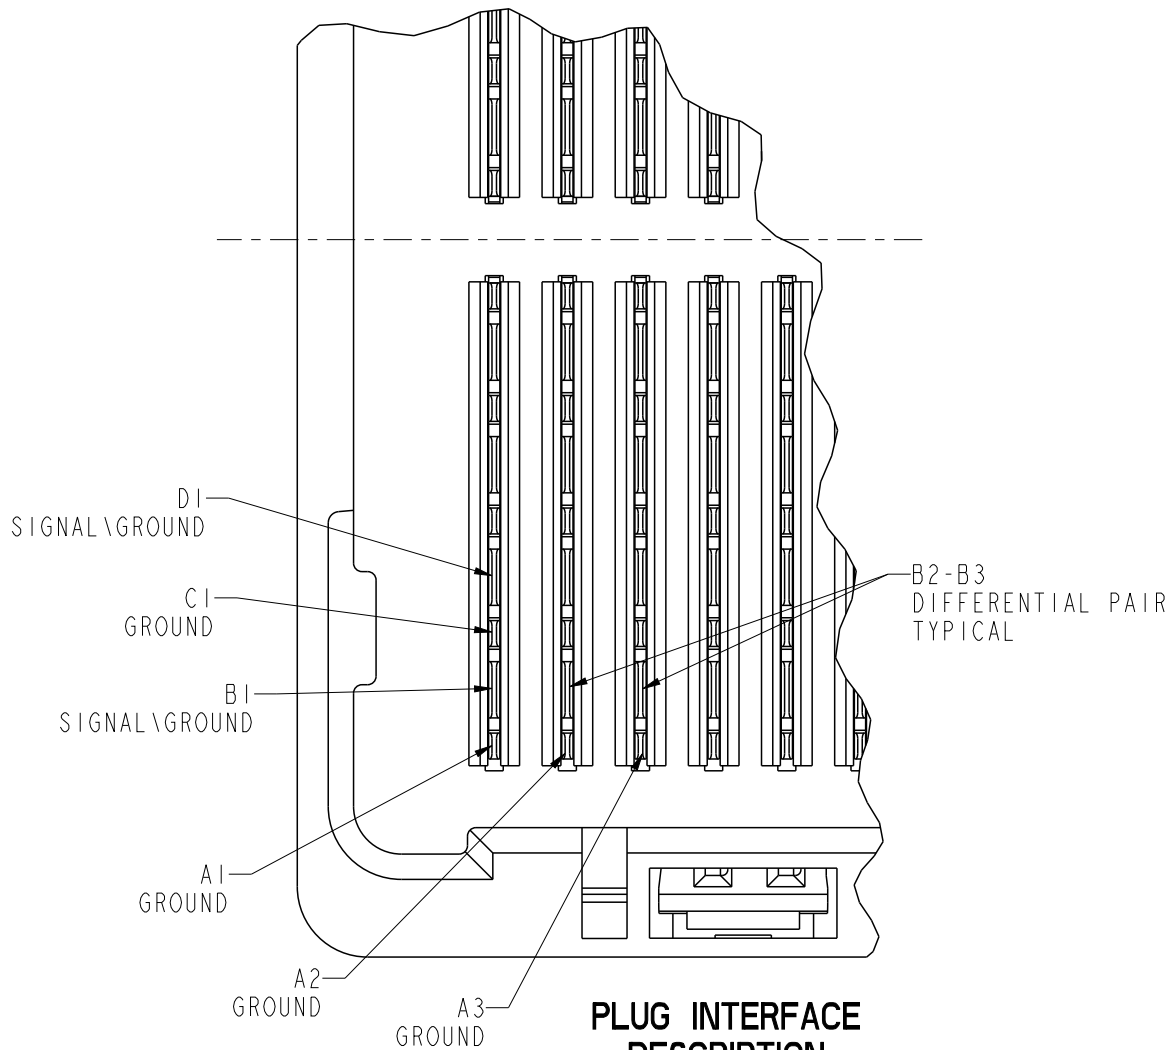 D1
SIGNAL\GROUND
C1
GROUND
B1
SIGNAL\GROUND
B2-B3
DIFFERENTIAL PAIR
TYPICAL
A1
GROUND
A2
GROUND
A3
GROUND
PLUG INTERFACE
DESCRIPTION